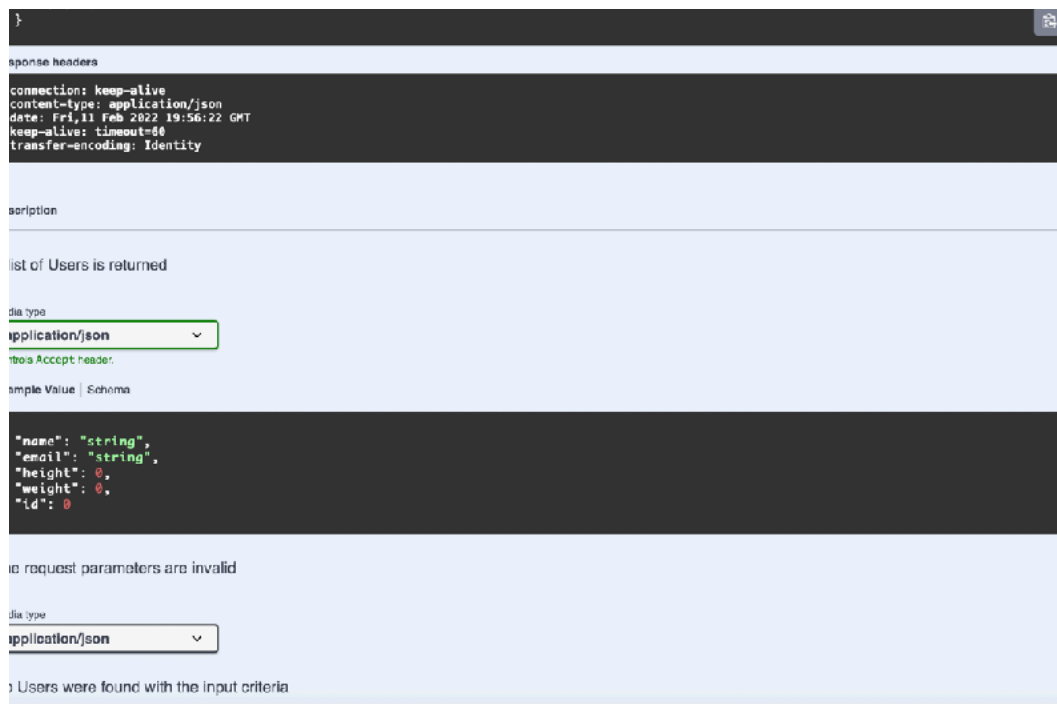 }
sponse headers
connection: keep-alive
content-type: application/json
date: Fri,11 Feb 2022 19:56:22 GMT
keep-alive: timeout=60
transfer-encoding: Identity
scription
list of Users is returned
dia type
application/json
ntrols Accept header.
ample Value | Schema
"name": "string",
"email": "string",
"height": 0,
"weight": 0,
"id": 0
e request parameters are invalid
dia type
application/json
o Users were found with the input criteria